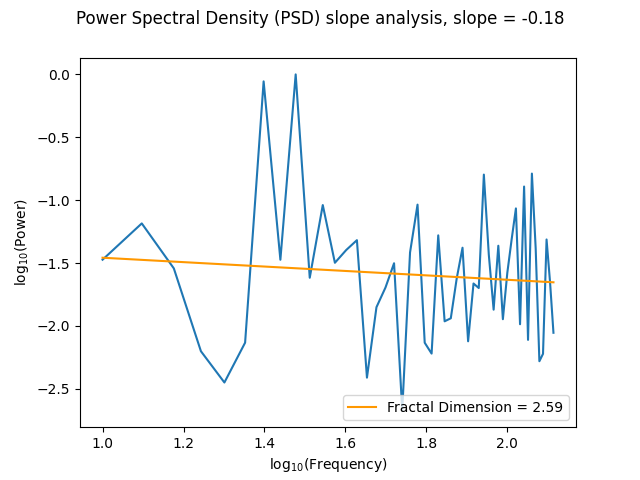 Power Spectral Density (PSD) slope analysis, slope = -0.18
0.0
−0.5
−1.0
−1.5
−2.0
−2.5
log₁₀(Power)
Fractal Dimension = 2.59
1.0 1.2 1.4 1.6 1.8 2.0
log₁₀(Frequency)